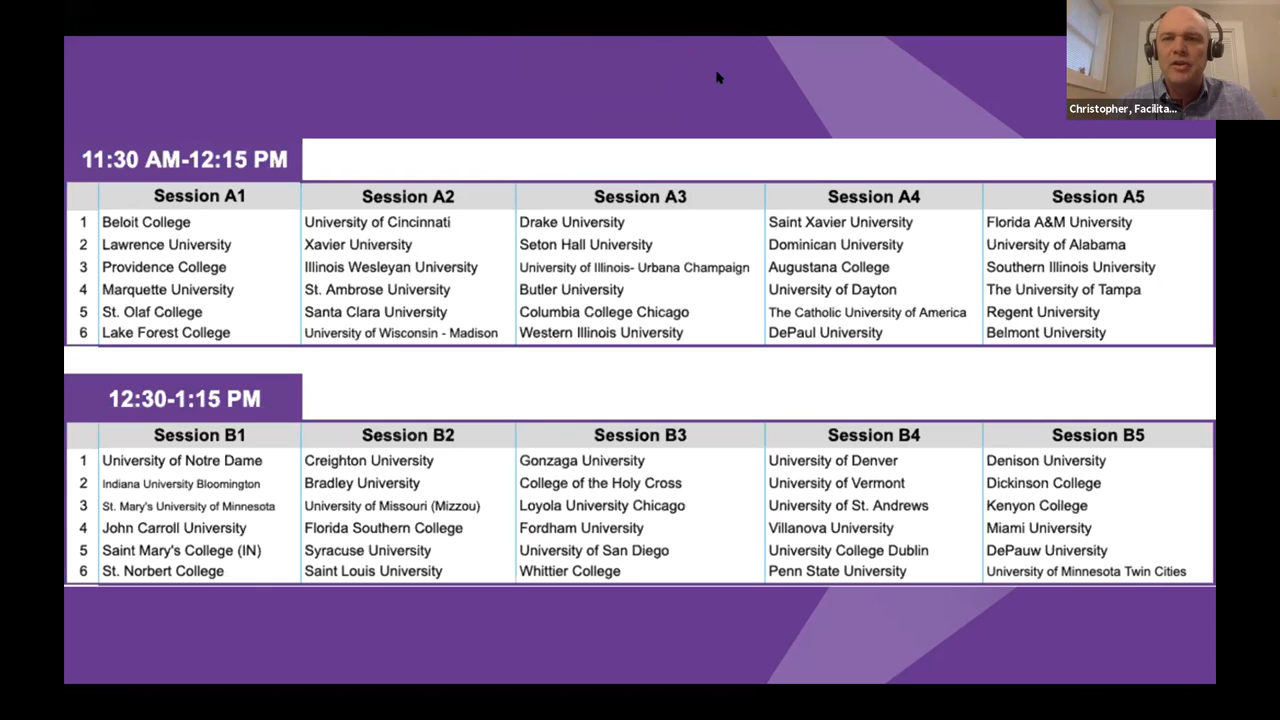 Christopher, Facilita...
11:30 AM-12:15 PM
Session A1 Session A2 Session A3 Session A4 Session A5
1 Beloit College University of Cincinnati Drake University Saint Xavier University Florida A&M University
2 Lawrence University Xavier University Seton Hall University Dominican University University of Alabama
3 Providence College Illinois Wesleyan University University of Illinois- Urbana Champaign Augustana College Southern Illinois University
4 Marquette University St. Ambrose University Butler University University of Dayton The University of Tampa
5 St. Olaf College Santa Clara University Columbia College Chicago The Catholic University of America Regent University
6 Lake Forest College University of Wisconsin - Madison Western Illinois University DePaul University Belmont University
12:30-1:15 PM
Session B1 Session B2 Session B3 Session B4 Session B5
1 University of Notre Dame Creighton University Gonzaga University University of Denver Denison University
2 Indiana University Bloomington Bradley University College of the Holy Cross University of Vermont Dickinson College
3 St. Mary's University of Minnesota University of Missouri (Mizzou) Loyola University Chicago University of St. Andrews Kenyon College
4 John Carroll University Florida Southern College Fordham University Villanova University Miami University
5 Saint Mary's College (IN) Syracuse University University of San Diego University College Dublin DePauw University
6 St. Norbert College Saint Louis University Whittier College Penn State University University of Minnesota Twin Cities